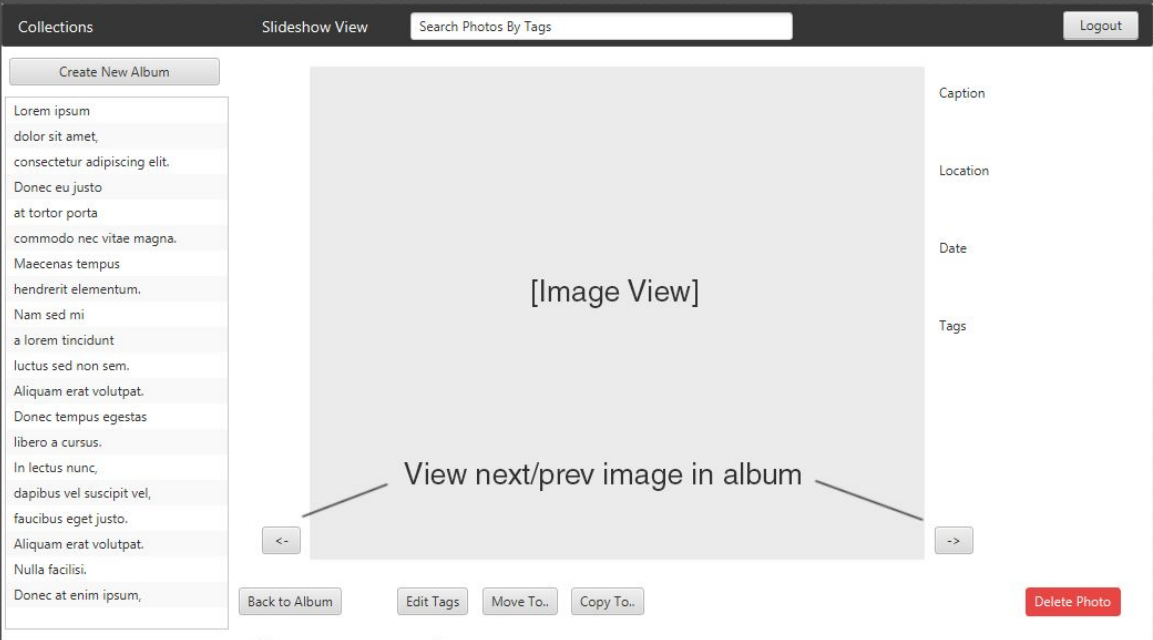 Collections
Slideshow View
Search Photos By Tags
Logout
Create New Album
Lorem ipsum
dolor sit amet,
consectetur adipiscing elit.
Donec eu justo
at tortor porta
commodo nec vitae magna.
Maecenas tempus
hendrerit elementum.
Nam sed mi
a lorem tincidunt
luctus sed non sem.
Aliquam erat volutpat.
Donec tempus egestas
libero a cursus.
In lectus nunc,
dapibus vel suscipit vel,
faucibus eget justo.
Aliquam erat volutpat.
Nulla facilisi.
Donec at enim ipsum,
[Image View]
View next/prev image in album
<-
->
Caption
Location
Date
Tags
Back to Album
Edit Tags
Move To..
Copy To..
Delete Photo